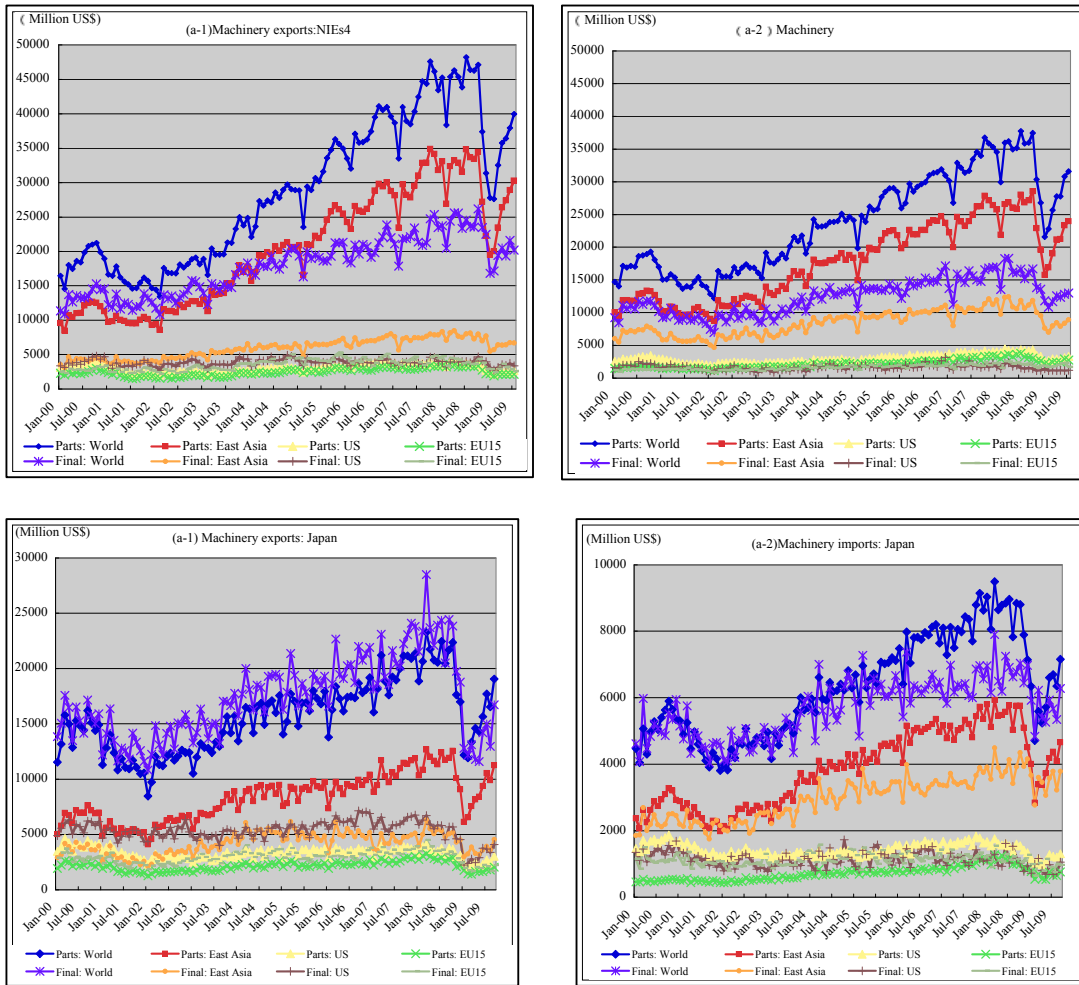 ( Million US$)
(a-1)Machinery exports:NIEs4
50000
45000
40000
35000
30000
25000
20000
15000
10000
5000
0
Jan-00
Jul-00
Jan-01
Jul-01
Jan-02
Jul-02
Jan-03
Jul-03
Jan-04
Jul-04
Jan-05
Jul-05
Jan-06
Jul-06
Jan-07
Jul-07
Jan-08
Jul-08
Jan-09
Jul-09
Parts: World Parts: East Asia Parts: US Parts: EU15
Final: World Final: East Asia Final: US Final: EU15
( Million US$)
( a-2 ) Machinery
50000
45000
40000
35000
30000
25000
20000
15000
10000
5000
0
Jan-00
Jul-00
Jan-01
Jul-01
Jan-02
Jul-02
Jan-03
Jul-03
Jan-04
Jul-04
Jan-05
Jul-05
Jan-06
Jul-06
Jan-07
Jul-07
Jan-08
Jul-08
Jan-09
Jul-09
Parts: World Parts: East Asia Parts: US Parts: EU15
Final: World Final: East Asia Final: US Final: EU15
(Million US$)
(a-1) Machinery exports: Japan
30000
25000
20000
15000
10000
5000
0
Jan-00
Jul-00
Jan-01
Jul-01
Jan-02
Jul-02
Jan-03
Jul-03
Jan-04
Jul-04
Jan-05
Jul-05
Jan-06
Jul-06
Jan-07
Jul-07
Jan-08
Jul-08
Jan-09
Jul-09
Parts: World Parts: East Asia Parts: US Parts: EU15
Final: World Final: East Asia Final: US Final: EU15
(Million US$)
(a-2)Machinery imports: Japan
10000
8000
6000
4000
2000
0
Jan-00
Jul-00
Jan-01
Jul-01
Jan-02
Jul-02
Jan-03
Jul-03
Jan-04
Jul-04
Jan-05
Jul-05
Jan-06
Jul-06
Jan-07
Jul-07
Jan-08
Jul-08
Jan-09
Jul-09
Parts: World Parts: East Asia Parts: US Parts: EU15
Final: World Final: East Asia Final: US Final: EU15